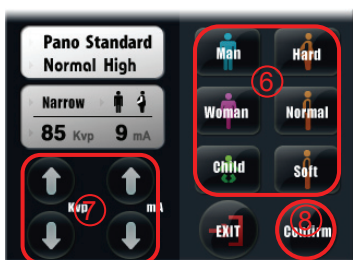 Pano Standard
Normal High
Narrow
85 Kvp 9 mA
Kvp
mA
7
Man
Hard
6
Woman
Normal
Child
Soft
EXIT
Confirm
8